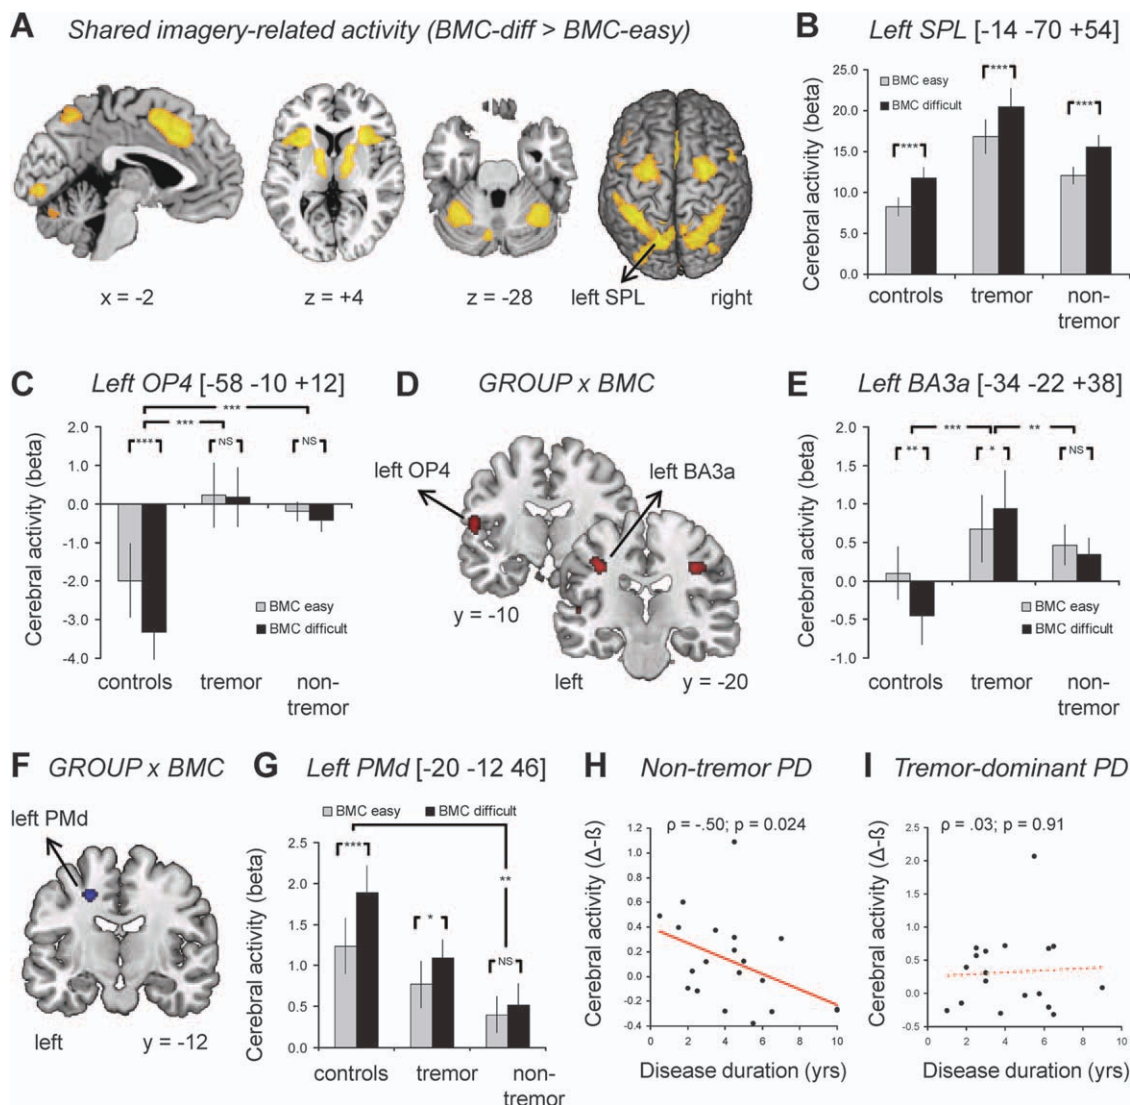 A Shared imagery-related activity (BMC-diff > BMC-easy)
x = -2
z = +4
z = -28
left SPL
right
B Left SPL [-14 -70 +54]
BMC easy
BMC difficult
Cerebral activity (beta)
25.0
20.0
15.0
10.0
5.0
0.0
***
***
***
controls
tremor
non-
tremor
C Left OP4 [-58 -10 +12]
***
***
***
NS
NS
Cerebral activity (beta)
2.0
1.0
0.0
-1.0
-2.0
-3.0
-4.0
BMC easy
BMC difficult
controls
tremor
non-
tremor
D GROUP x BMC
left OP4
left BA3a
y = -10
left
y = -20
E Left BA3a [-34 -22 +38]
***
**
**
*
NS
Cerebral activity (beta)
2.0
1.5
1.0
0.5
0.0
-0.5
-1.0
BMC easy
BMC difficult
controls
tremor
non-
tremor
F GROUP x BMC
left PMd
left
y = -12
G Left PMd [-20 -12 46]
BMC easy
BMC difficult
***
*
**
NS
Cerebral activity (beta)
2.5
2.0
1.5
1.0
0.5
0.0
controls
tremor
non-
tremor
H Non-tremor PD
ρ = -.50; p = 0.024
Cerebral activity (Δ-ß)
1.2
1.0
0.8
0.6
0.4
0.2
0.0
-0.2
-0.4
0 2 4 6 8 10
Disease duration (yrs)
I Tremor-dominant PD
ρ = .03; p = 0.91
Cerebral activity (Δ-ß)
2.5
2.0
1.5
1.0
0.5
0.0
-0.5
0 2 4 6 8 10
Disease duration (yrs)